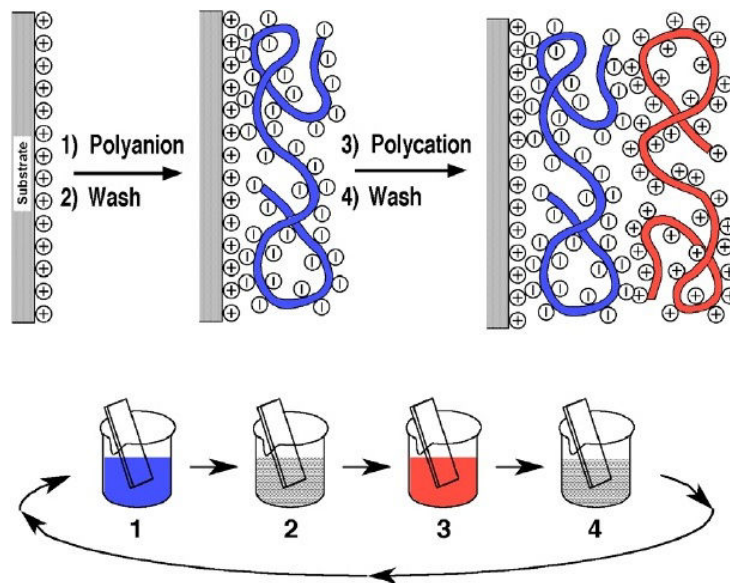 Substrate
1) Polyanion
2) Wash
3) Polycation
4) Wash
1
2
3
4